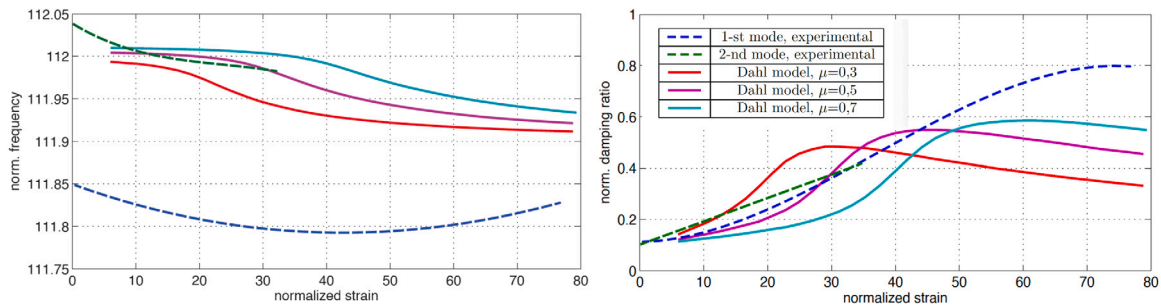 112.05
112
111.95
111.9
111.85
111.8
111.75
norm. frequency
0 10 20 30 40 50 60 70 80
normalized strain
1
0.8
0.6
0.4
0.2
0
norm. damping ratio
1-st mode, experimental
2-nd mode, experimental
Dahl model, μ=0,3
Dahl model, μ=0,5
Dahl model, μ=0,7
0 10 20 30 40 50 60 70 80
normalized strain